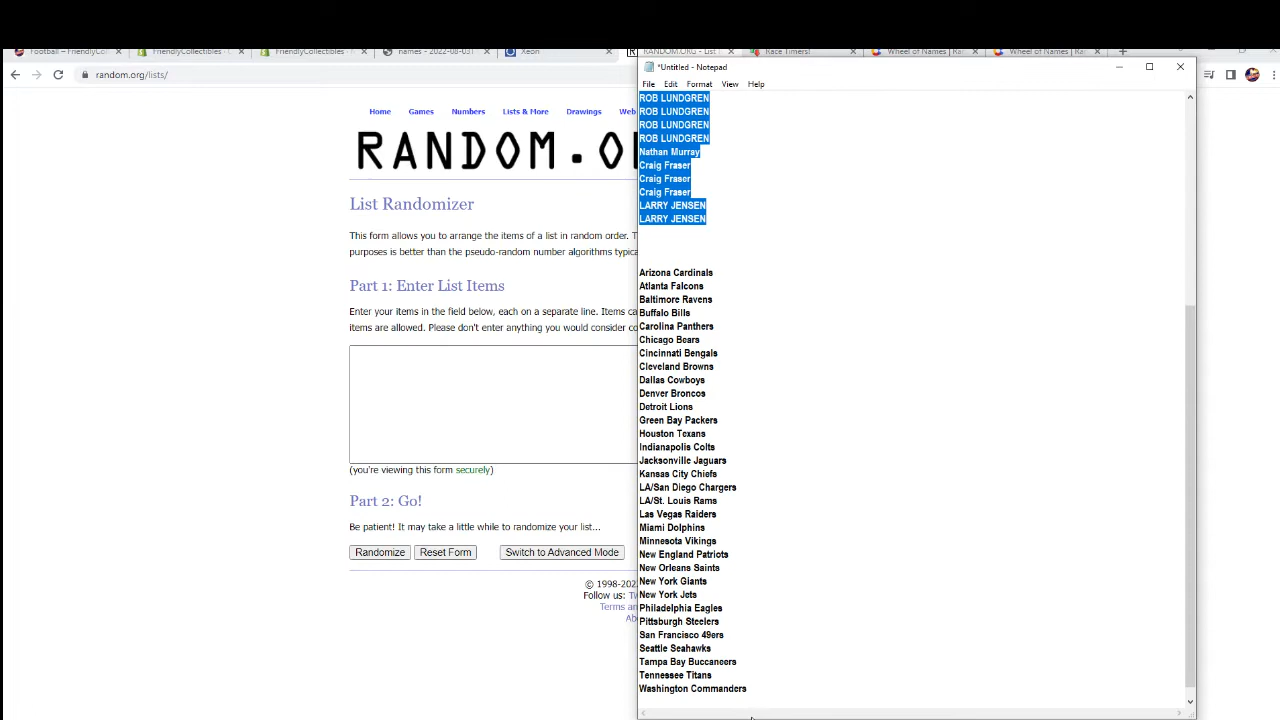 Football – FriendlyCol
FriendlyCollectibles
FriendlyCollectibles
names - 2022-08-03T
Xeon
RANDOM.ORG - List
Race Timers!
Wheel of Names | Ran
Wheel of Names | Ran
random.org/lists/
*Untitled - Notepad
File Edit Format View Help
Home Games Numbers Lists & More Drawings Web
RANDOM.O
List Randomizer
This form allows you to arrange the items of a list in random order. T
purposes is better than the pseudo-random number algorithms typic
Part 1: Enter List Items
Enter your items in the field below, each on a separate line. Items ca
items are allowed. Please don't enter anything you would consider co
(you're viewing this form securely)
Part 2: Go!
Be patient! It may take a little while to randomize your list...
Randomize Reset Form Switch to Advanced Mode
© 1998-202
Follow us: Tw
Terms an
Ab
ROB LUNDGREN
ROB LUNDGREN
ROB LUNDGREN
ROB LUNDGREN
Nathan Murray
Craig Fraser
Craig Fraser
Craig Fraser
LARRY JENSEN
LARRY JENSEN
Arizona Cardinals
Atlanta Falcons
Baltimore Ravens
Buffalo Bills
Carolina Panthers
Chicago Bears
Cincinnati Bengals
Cleveland Browns
Dallas Cowboys
Denver Broncos
Detroit Lions
Green Bay Packers
Houston Texans
Indianapolis Colts
Jacksonville Jaguars
Kansas City Chiefs
LA/San Diego Chargers
LA/St. Louis Rams
Las Vegas Raiders
Miami Dolphins
Minnesota Vikings
New England Patriots
New Orleans Saints
New York Giants
New York Jets
Philadelphia Eagles
Pittsburgh Steelers
San Francisco 49ers
Seattle Seahawks
Tampa Bay Buccaneers
Tennessee Titans
Washington Commanders